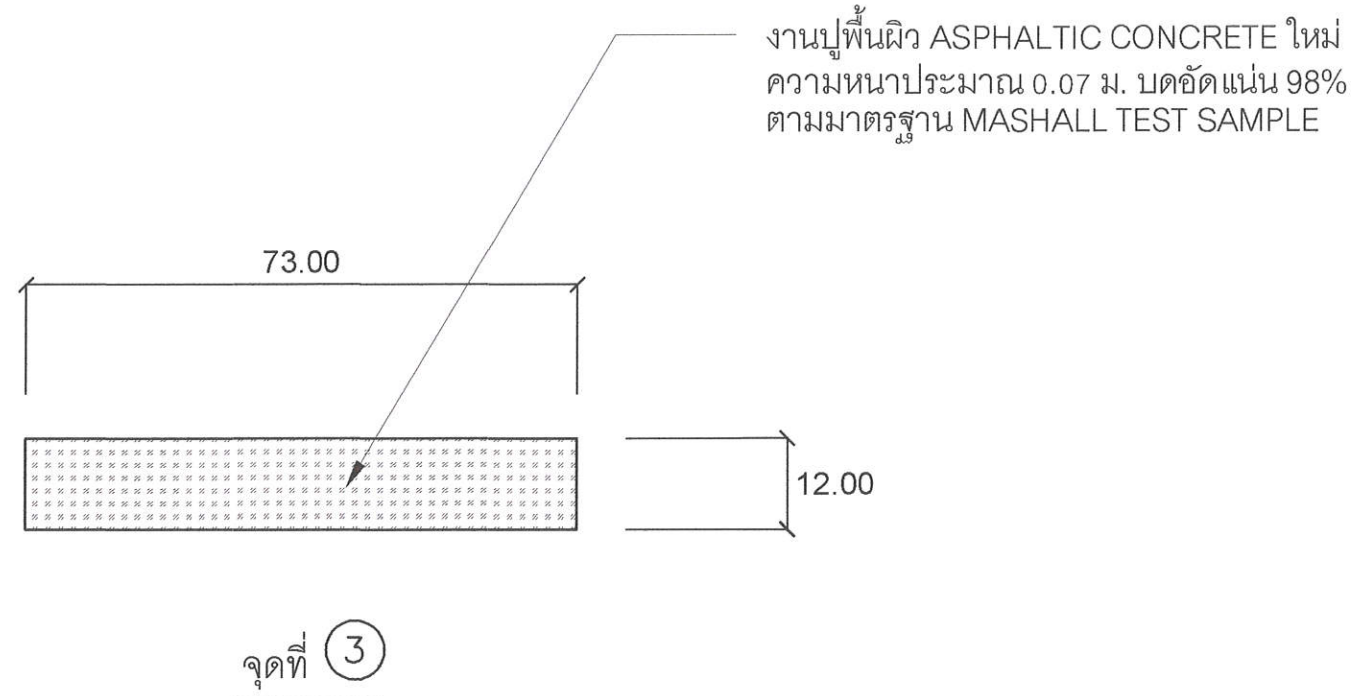 งานปูพื้นผิว ASPHALTIC CONCRETE ใหม่
ความหนาประมาณ 0.07 ม. บดอัดแน่น 98%
ตามมาตรฐาน MASHALL TEST SAMPLE
73.00
12.00
จุดที่ 3